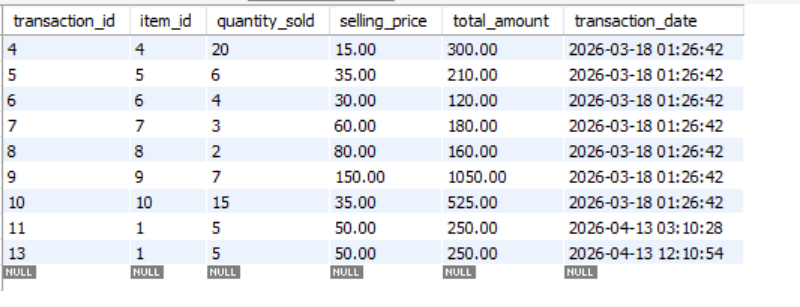 transaction_id item_id quantity_sold selling_price total_amount transaction_date
4 4 20 15.00 300.00 2026-03-18 01:26:42
5 5 6 35.00 210.00 2026-03-18 01:26:42
6 6 4 30.00 120.00 2026-03-18 01:26:42
7 7 3 60.00 180.00 2026-03-18 01:26:42
8 8 2 80.00 160.00 2026-03-18 01:26:42
9 9 7 150.00 1050.00 2026-03-18 01:26:42
10 10 15 35.00 525.00 2026-03-18 01:26:42
11 1 5 50.00 250.00 2026-04-13 03:10:28
13 1 5 50.00 250.00 2026-04-13 12:10:54
NULL NULL NULL NULL NULL NULL